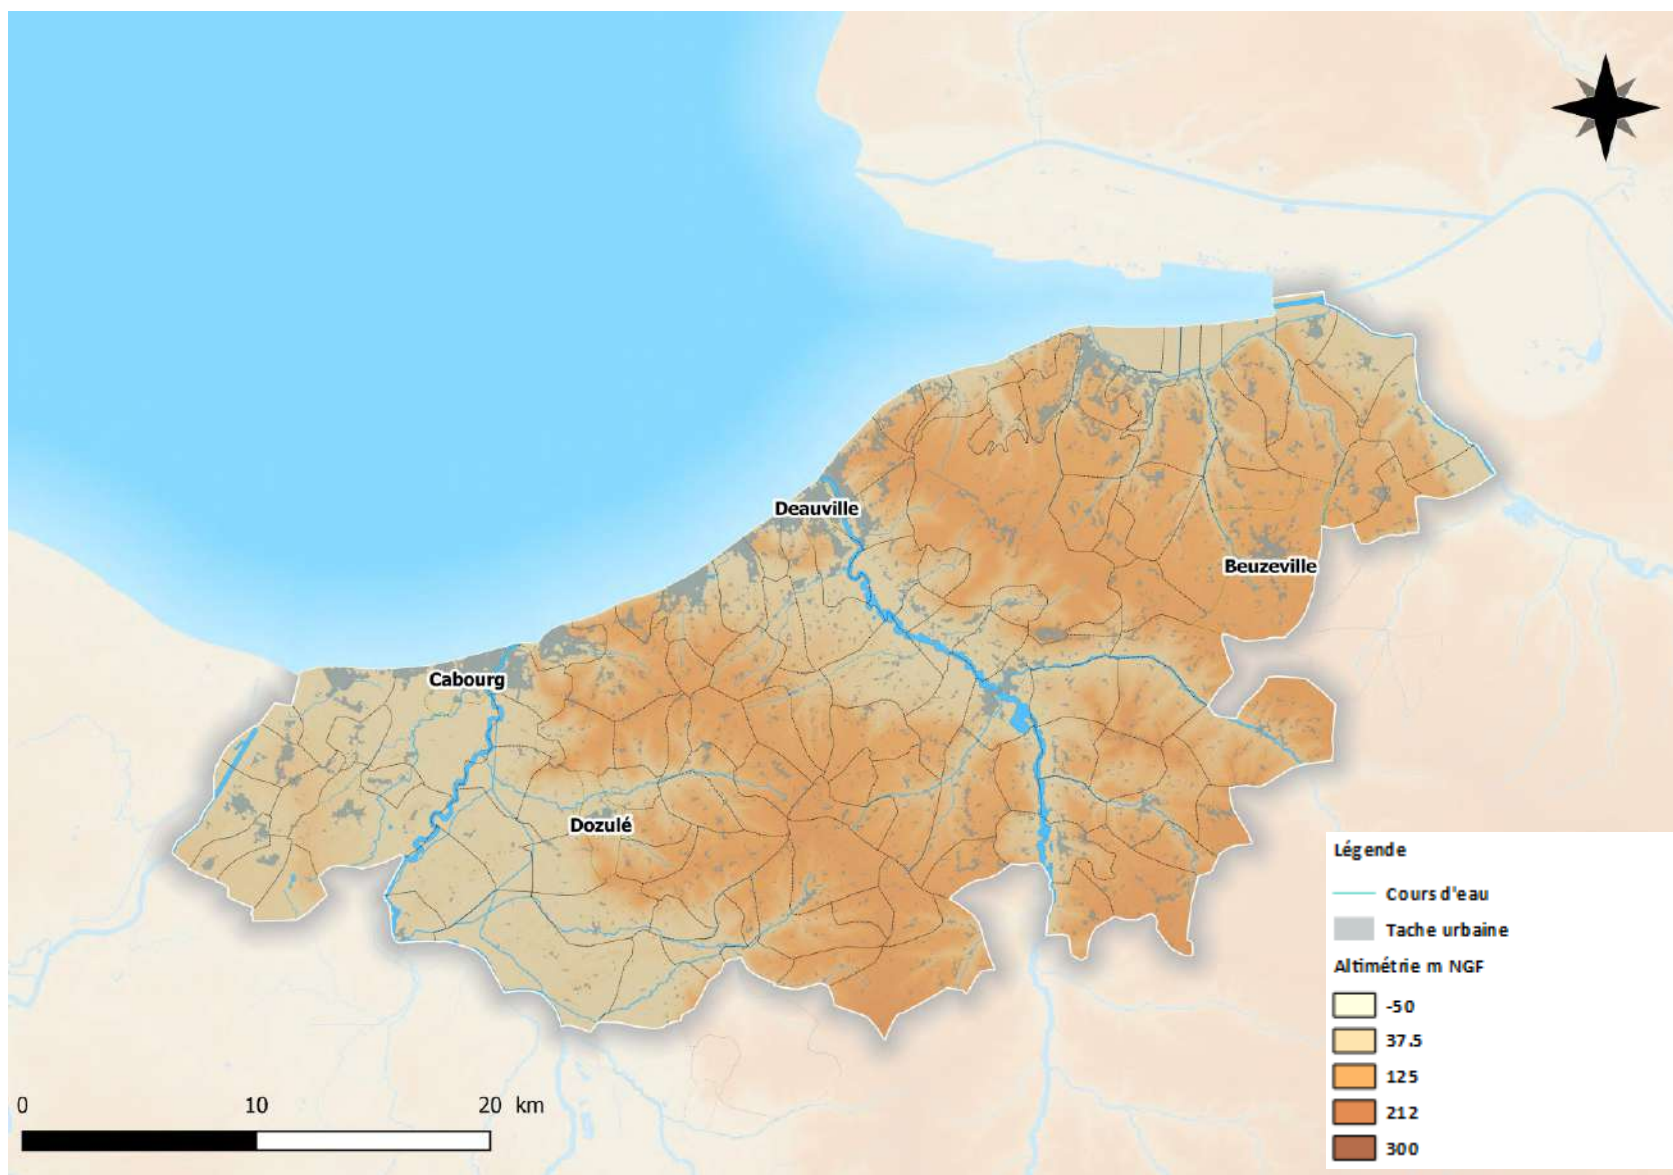 Deauville
Beuzeville
Cabourg
Dozulé
Légende
Cours d'eau
Tache urbaine
Altimétrie m NGF
-50
37.5
125
212
300
0 10 20 km